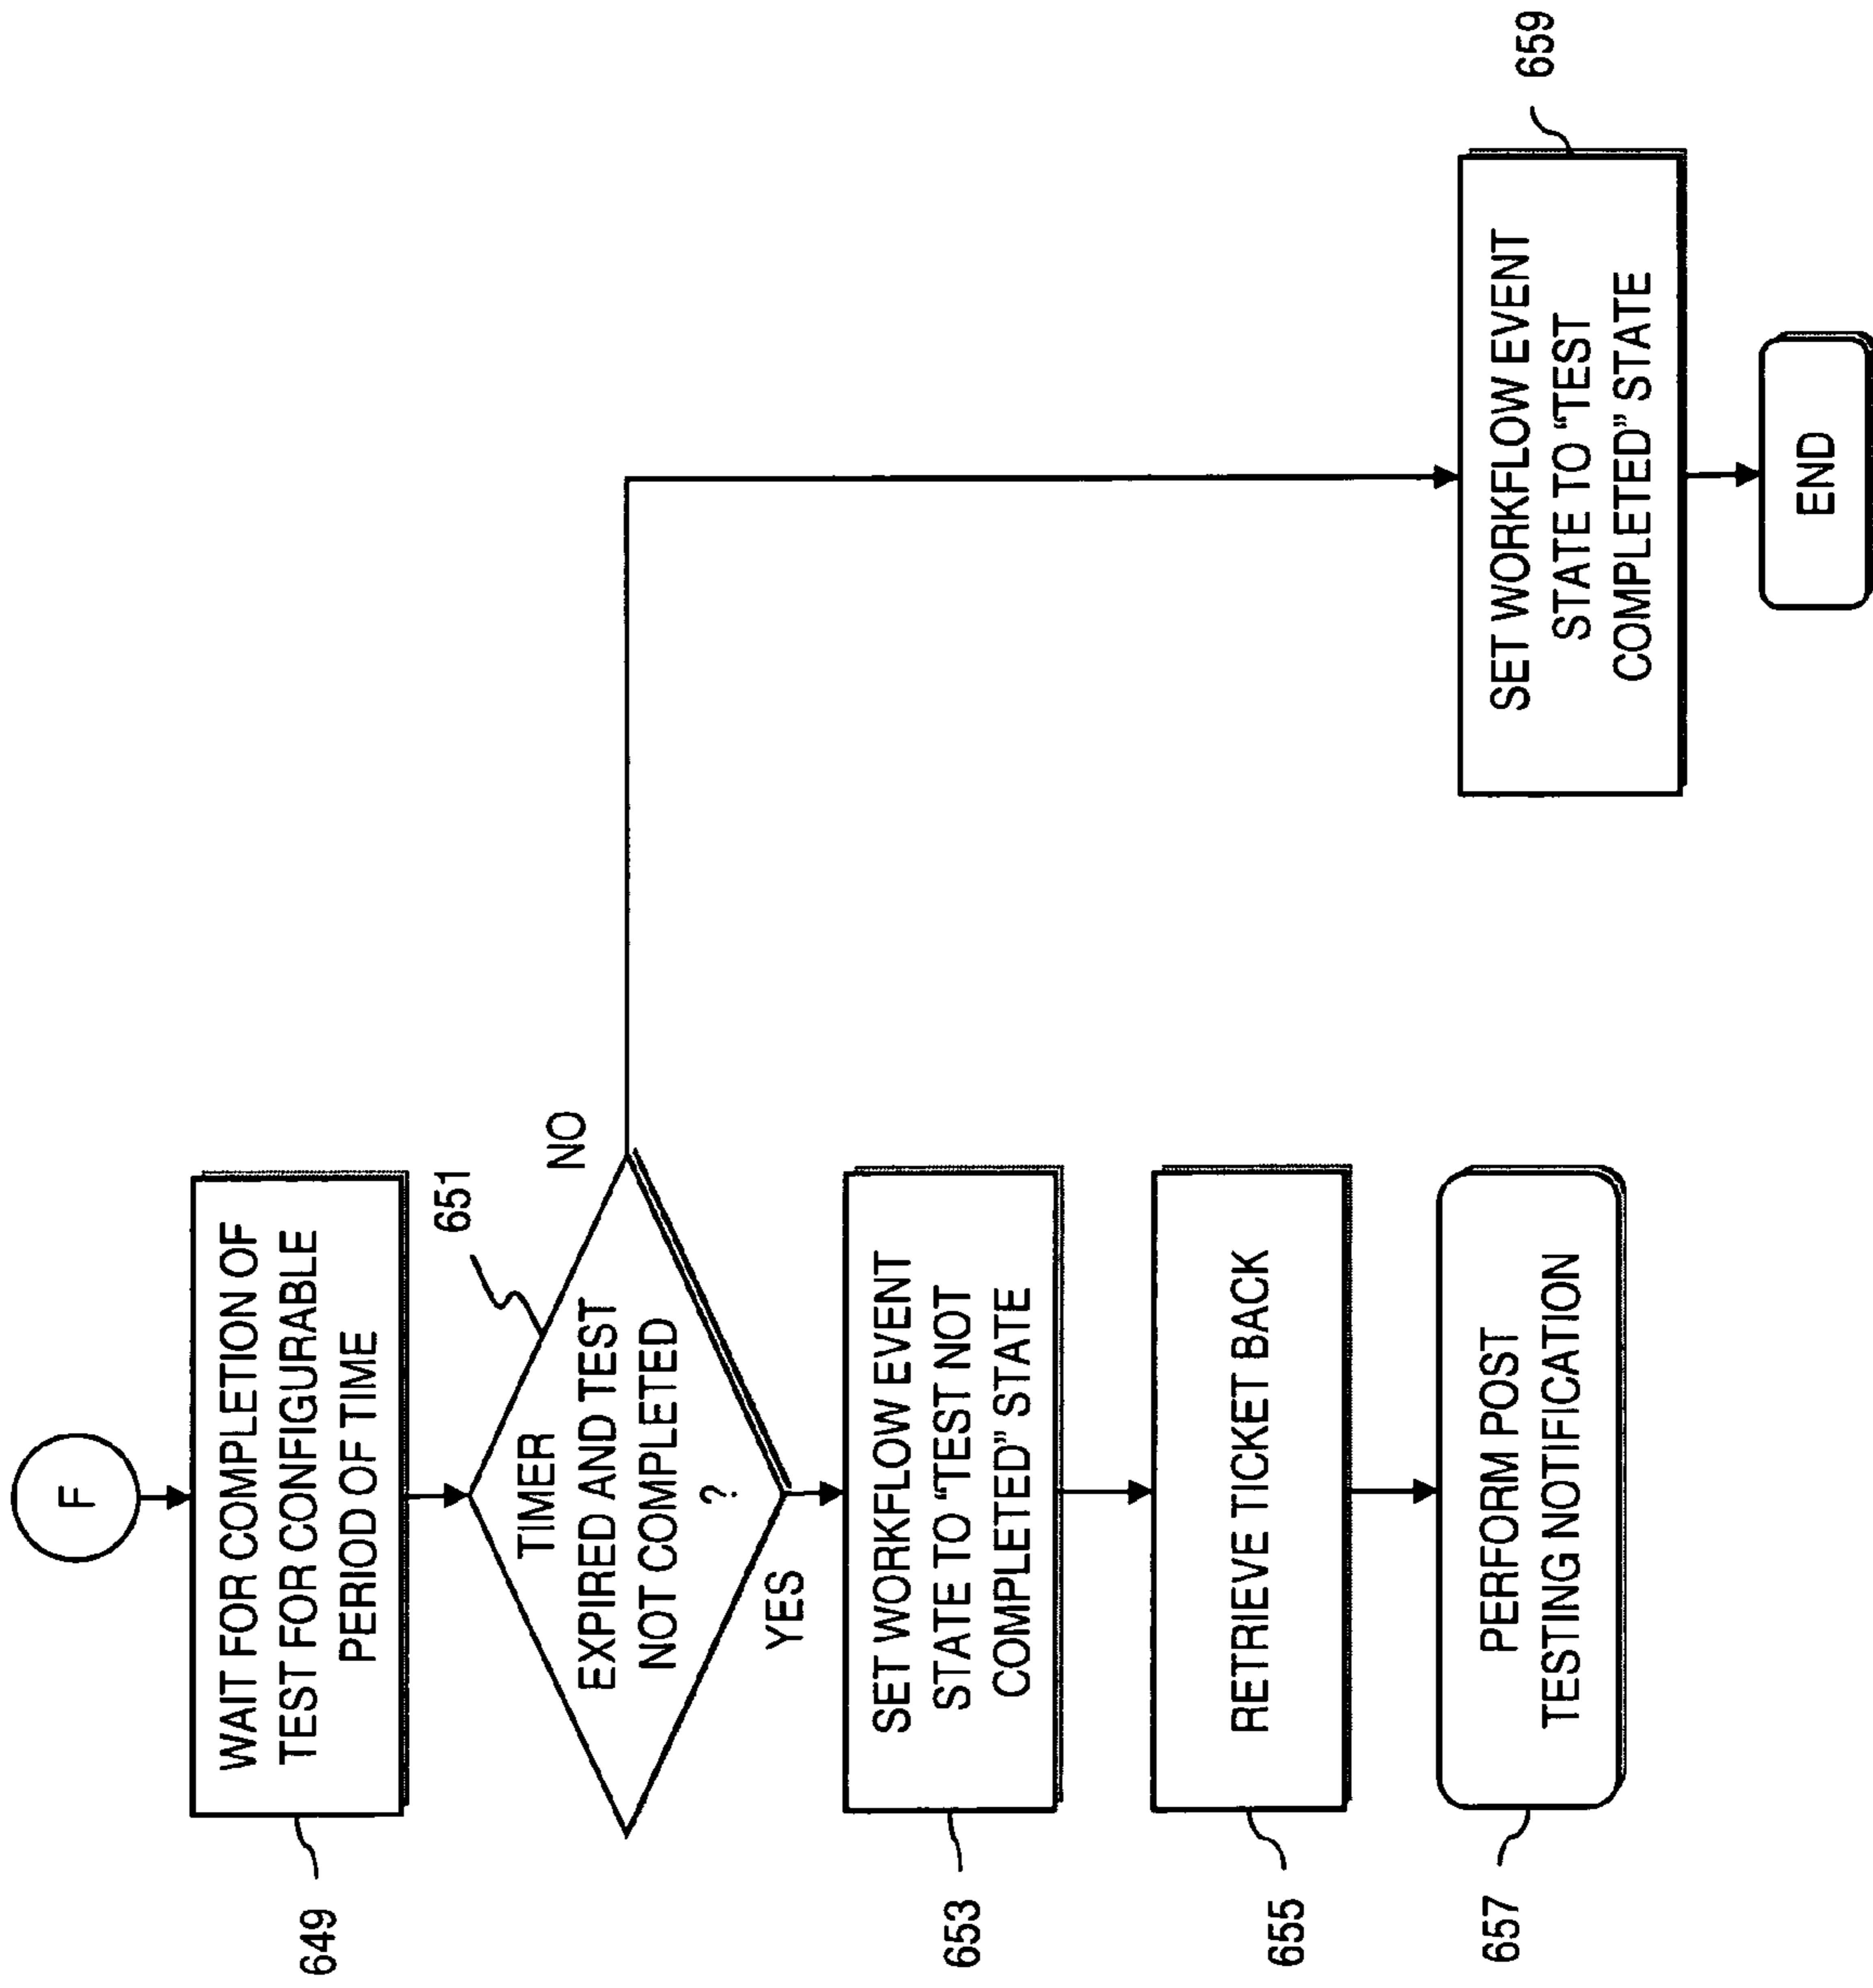 F
WAIT FOR COMPLETION OF
TEST FOR CONFIGURABLE
PERIOD OF TIME
649
TIMER
EXPIRED AND TEST
NOT COMPLETED
?
651
NO
YES
SET WORKFLOW EVENT
STATE TO “TEST NOT
COMPLETED” STATE
653
RETRIEVE TICKET BACK
655
PERFORM POST
TESTING NOTIFICATION
657
SET WORKFLOW EVENT
STATE TO “TEST
COMPLETED” STATE
659
END